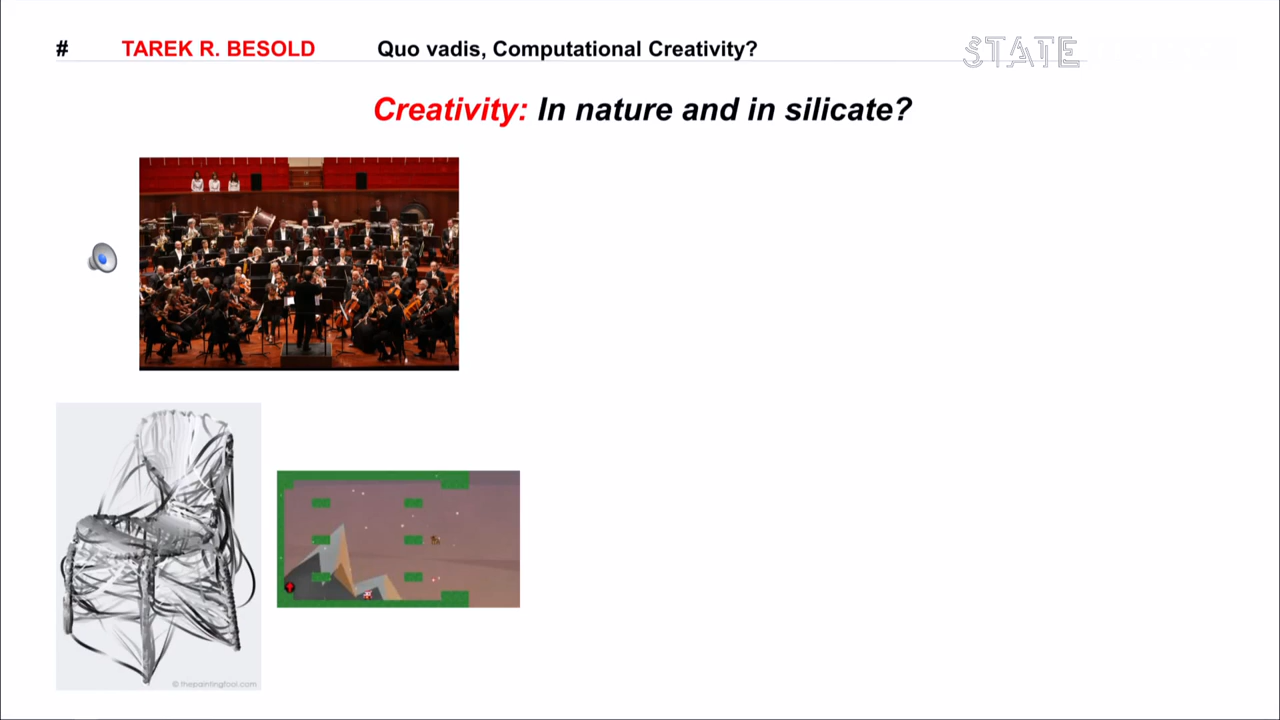 # TAREK R. BESOLD Quo vadis, Computational Creativity? STATE
Creativity: In nature and in silicate?
© thepaintingfool.com